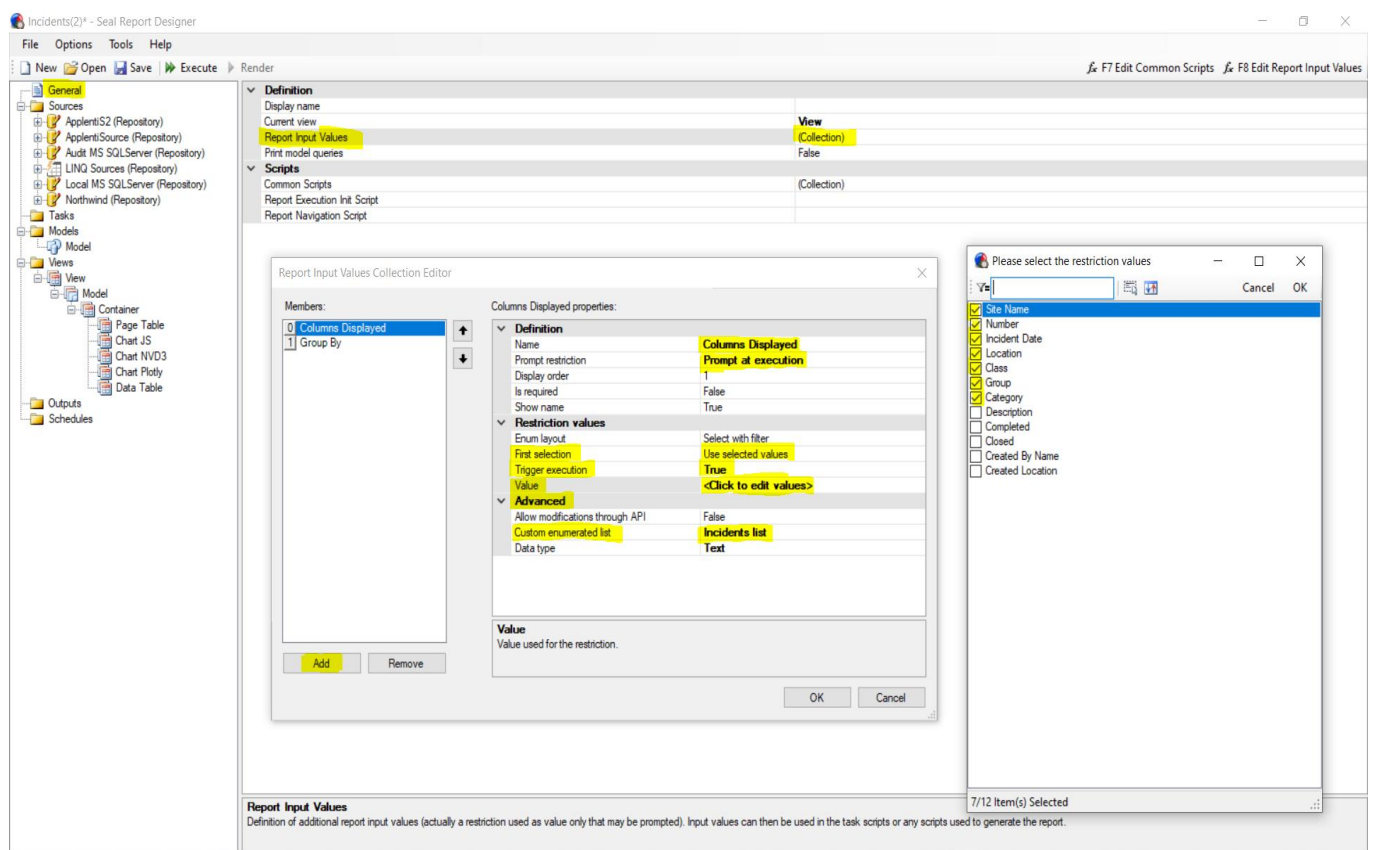 Incidents(2)* - Seal Report Designer
File Options Tools Help
New Open Save Execute Render fx F7 Edit Common Scripts fx F8 Edit Report Input Values
General
Sources
ApplentiS2 (Repository)
ApplentiSource (Repository)
Audit MS SQLServer (Repository)
LINQ Sources (Repository)
Local MS SQLServer (Repository)
Northwind (Repository)
Tasks
Models
Model
Views
View
Model
Container
Page Table
Chart JS
Chart NVD3
Chart Plotly
Data Table
Outputs
Schedules
Definition
Display name
Current view View
Report Input Values (Collection)
Print model queries False
Scripts
Common Scripts (Collection)
Report Execution Init Script
Report Navigation Script
Report Input Values Collection Editor
Members:
0 Columns Displayed
1 Group By
Add Remove
Columns Displayed properties:
Definition
Name Columns Displayed
Prompt restriction Prompt at execution
Display order 1
Is required False
Show name True
Restriction values
Enum layout Select with filter
First selection Use selected values
Trigger execution True
Value <Click to edit values>
Advanced
Allow modifications through API False
Custom enumerated list Incidents list
Data type Text
Value
Value used for the restriction.
OK Cancel
Please select the restriction values
Cancel OK
Site Name
Number
Incident Date
Location
Class
Group
Category
Description
Completed
Closed
Created By Name
Created Location
7/12 Item(s) Selected
Report Input Values
Definition of additional report input values (actually a restriction used as value only that may be prompted). Input values can then be used in the task scripts or any scripts used to generate the report.